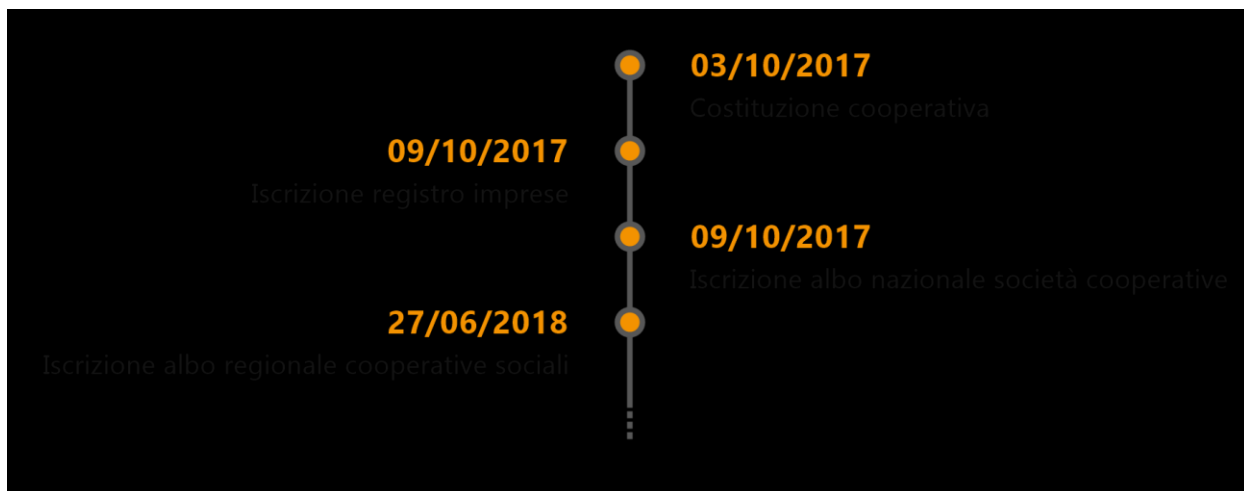 03/10/2017
Costituzione cooperativa
09/10/2017
Iscrizione registro imprese
09/10/2017
Iscrizione albo nazionale società cooperative
27/06/2018
Iscrizione albo regionale cooperative sociali